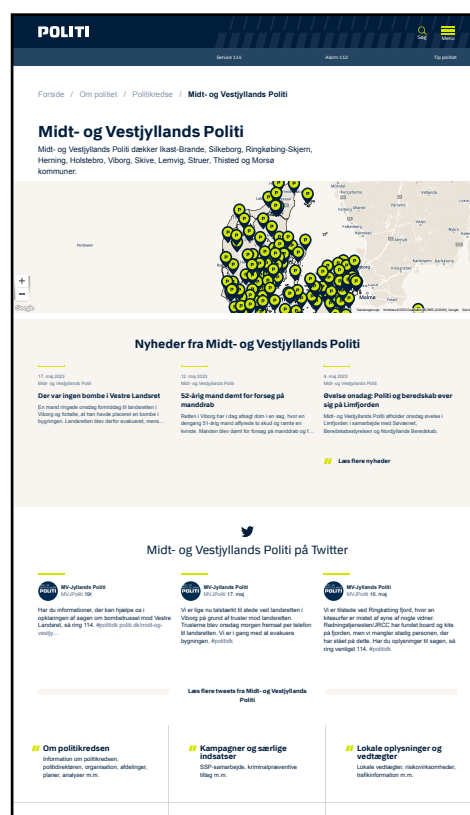 POLITI
Søg
Menu
Service 114
Alarm 112
Tip politiet
Forside / Om politiet / Politikredse / Midt- og Vestjyllands Politi
Midt- og Vestjyllands Politi
Midt- og Vestjyllands Politi dækker Ikast-Brande, Silkeborg, Ringkøbing-Skjern,
Herning, Holstebro, Viborg, Skive, Lemvig, Struer, Thisted og Morsø
kommuner.
Malmö
Google
Nyheder fra Midt- og Vestjyllands Politi
17. maj 2023
Midt- og Vestjyllands Politi
Der var ingen bombe i Vestre Landsret
En mand ringede onsdag formiddag til landsretten i
Viborg og fortalte, at han havde placeret en bombe i
bygningen. Landsretten blev derfor evakueret, mens...
12. maj 2023
Midt- og Vestjyllands Politi
52-årig mand dømt for forsøg på
manddrab
Retten i Viborg har i dag afsagt dom i en sag, hvor en
dengang 51-årig mand affyrede to skud og ramte en
kvinde. Manden blev dømt for forsøg på manddrab og f...
9. maj 2023
Midt- og Vestjyllands Politi
Øvelse onsdag: Politi og beredskab øver
sig på Limfjorden
Midt- og Vestjyllands Politi afholder onsdag øvelse i
Limfjorden i samarbejde med Søværnet,
Beredskabsstyrelsen og Nordjyllands Beredskab.
Læs flere nyheder
Midt- og Vestjyllands Politi på Twitter
MV-Jyllands Politi
MVJPoliti 19t
Har du informationer, der kan hjælpe os i
opklaringen af sagen om bombetrussel mod Vestre
Landsret, så ring 114. #politidk politi.dk/midt-og-
vestjy...
MV-Jyllands Politi
MVJPoliti 17. maj
Vi er lige nu talstærkt til stede ved landsretten i
Viborg på grund af trusler mod landsretten.
Truslerne blev onsdag morgen fremsat per telefon
til landsretten. Vi er i gang med at evakuere
bygningen. #politidk
MV-Jyllands Politi
MVJPoliti 16. maj
Vi er tilstede ved Ringkøbing fjord, hvor en
kitesurfer er mistet af syne af nogle vidner.
Redningstjenesten/JRCC har fundet board og kite
på fjorden, men vi mangler stadig personen, der
har stået på dette. Har du oplysninger til sagen, så
ring venligst 114. #politidk
Læs flere tweets fra Midt- og Vestjyllands
Politi
Om politikredsen
Information om politikredsen,
politidirektøren, organisation, afdelinger,
planer, analyser m.m.
Kampagner og særlige
indsatser
SSP-samarbejde, kriminalpræventive
tiltag m.m.
Lokale oplysninger og
vedtægter
Lokale vedtægter, risikovirksomheder,
trafikinformation m.m.